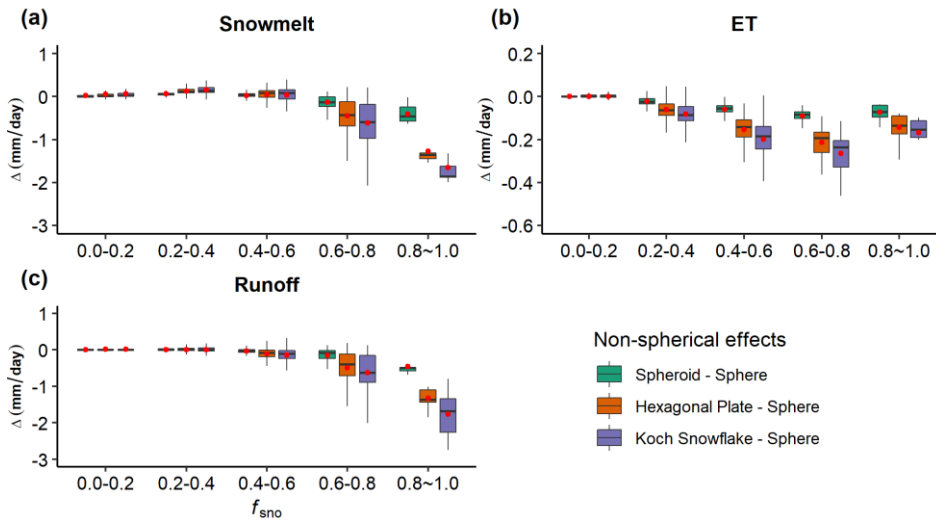 (a)
Snowmelt
Δ (mm/day)
1
0
-1
-2
-3
0.0-0.2 0.2-0.4 0.4-0.6 0.6-0.8 0.8~1.0
(b)
ET
Δ (mm/day)
0.2
0.0
-0.2
-0.4
-0.6
0.0-0.2 0.2-0.4 0.4-0.6 0.6-0.8 0.8~1.0
(c)
Runoff
Δ (mm/day)
1
0
-1
-2
-3
0.0-0.2 0.2-0.4 0.4-0.6 0.6-0.8 0.8~1.0
fsno
Non-spherical effects
Spheroid - Sphere
Hexagonal Plate - Sphere
Koch Snowflake - Sphere